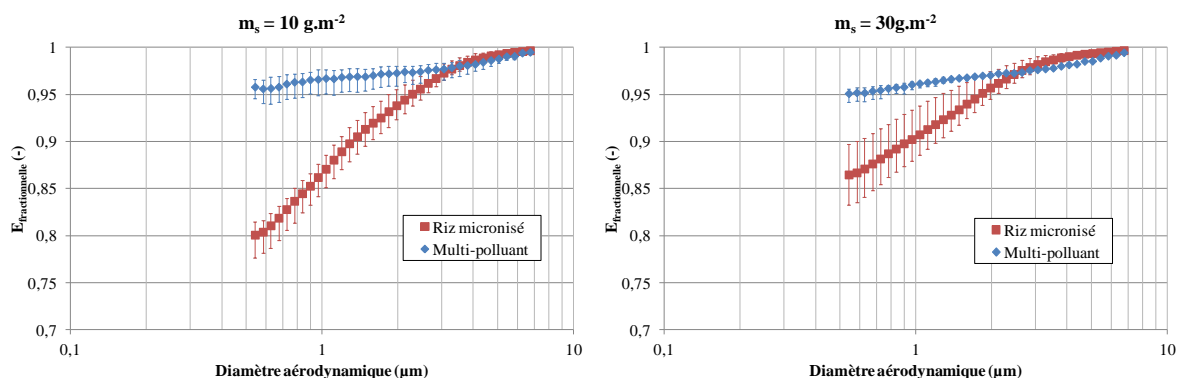 m_s = 10 g.m⁻²
1
0,95
0,9
0,85
0,8
0,75
0,7
E_fractionnelle (-)
Riz micronisé
Multi-polluant
0,1
1
10
Diamètre aérodynamique (µm)
m_s = 30g.m⁻²
1
0,95
0,9
0,85
0,8
0,75
0,7
E_fractionnelle (-)
Riz micronisé
Multi-polluant
0,1
1
10
Diamètre aérodynamique (µm)